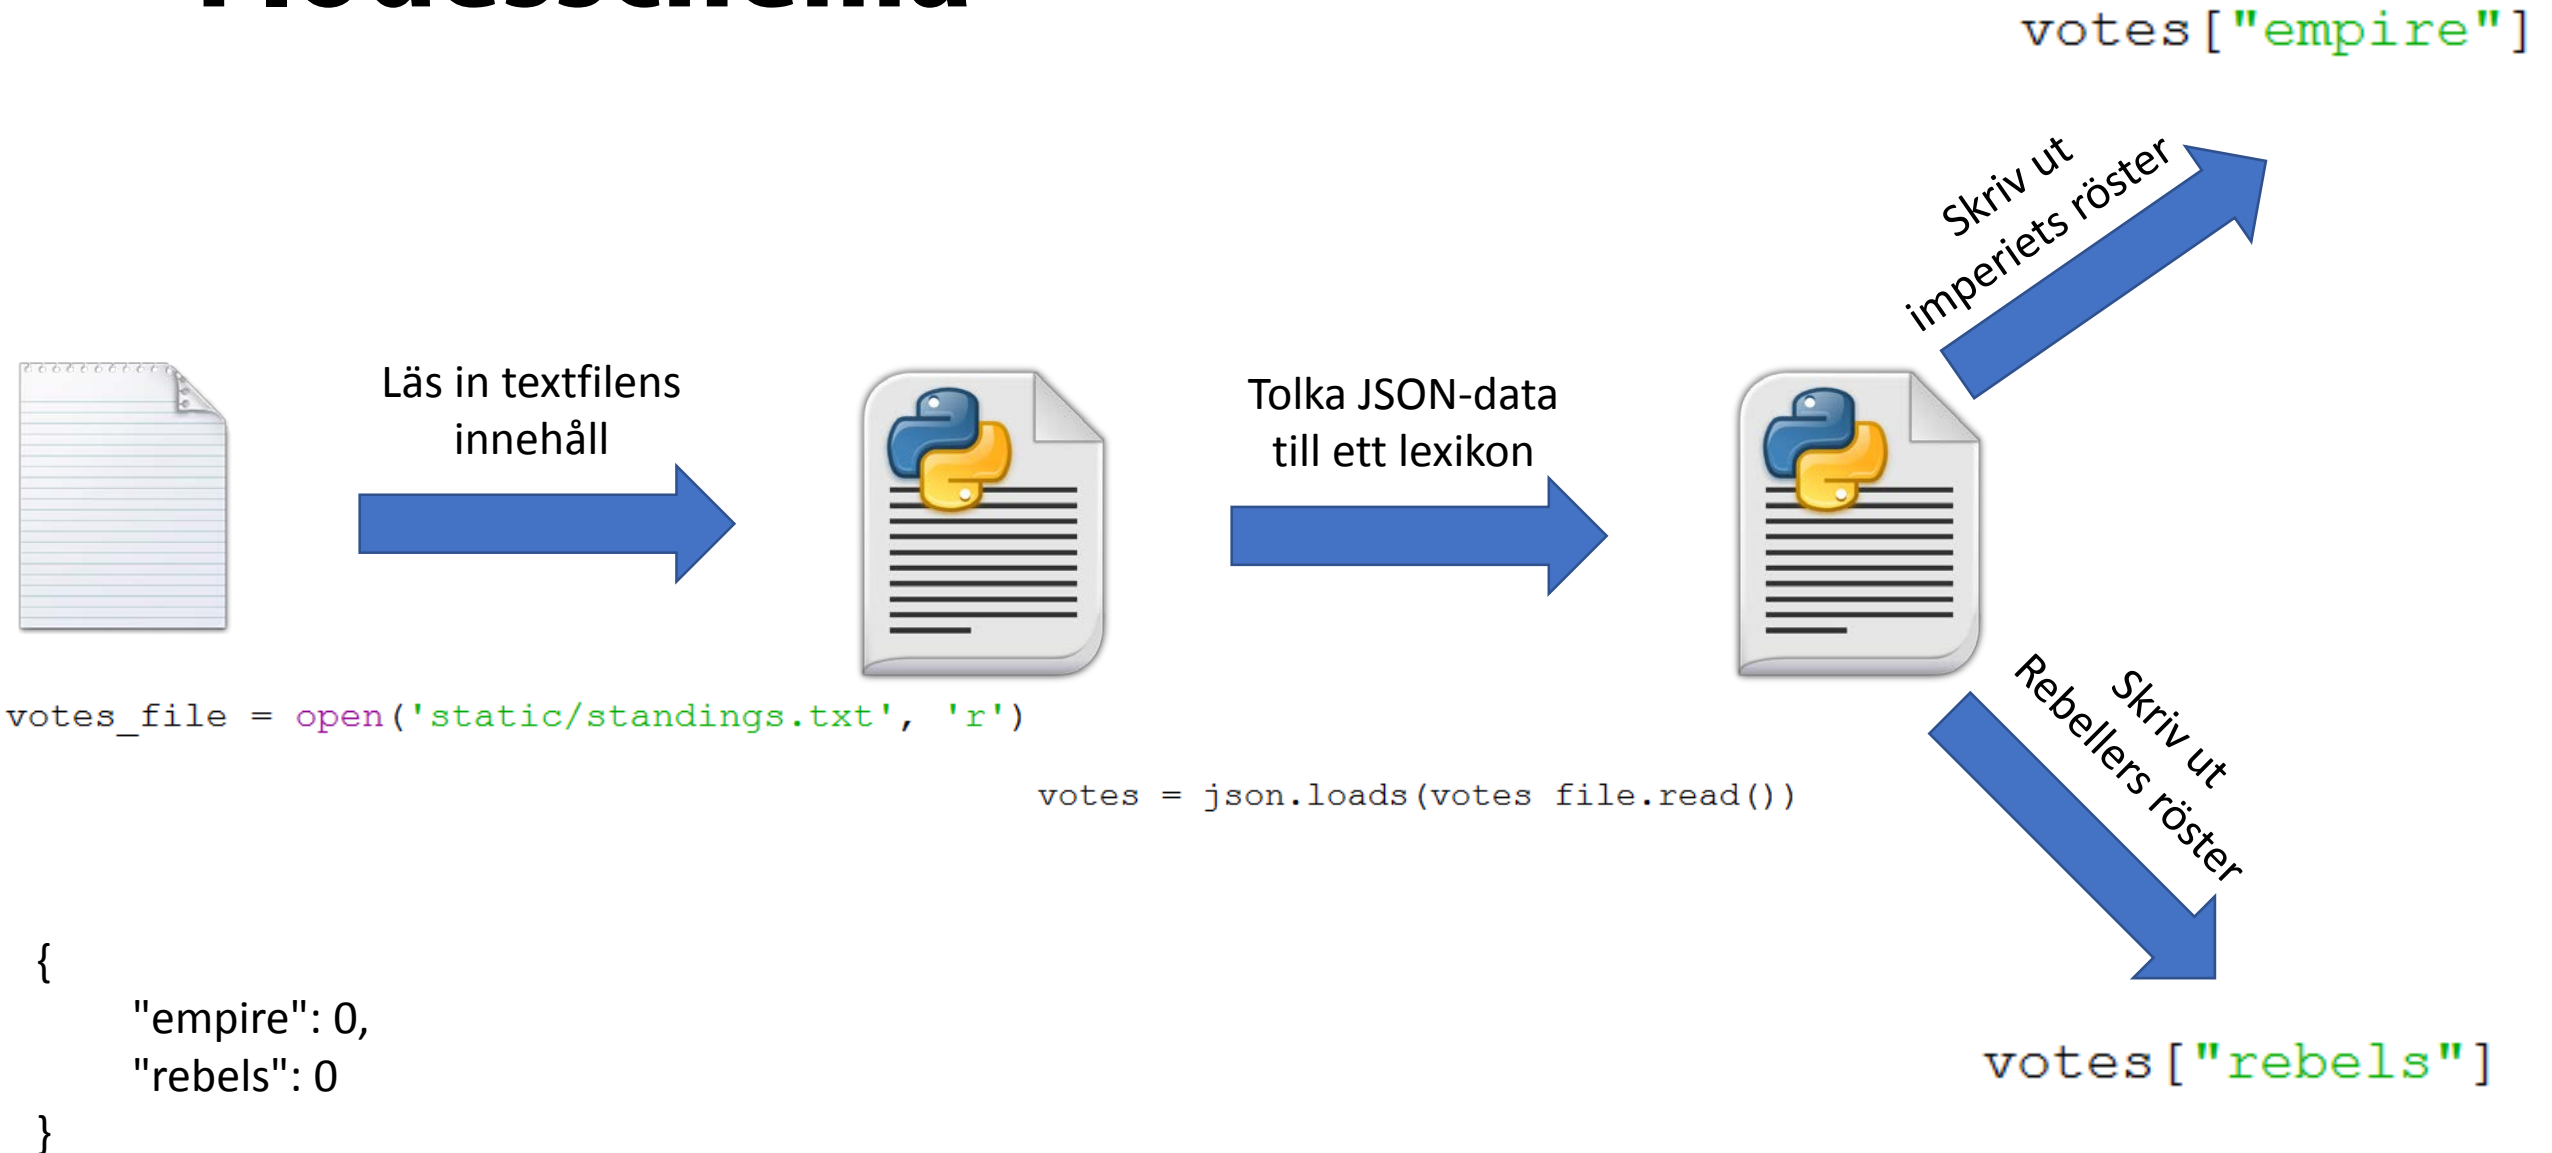 Flödesschema
votes["empire"]
Skriv ut
imperiets röster
Läs in textfilens
innehåll
Tolka JSON-data
till ett lexikon
votes_file = open('static/standings.txt', 'r')
votes = json.loads(votes file.read())
Skriv ut
Rebellers röster
{
"empire": 0,
"rebels": 0
}
votes["rebels"]